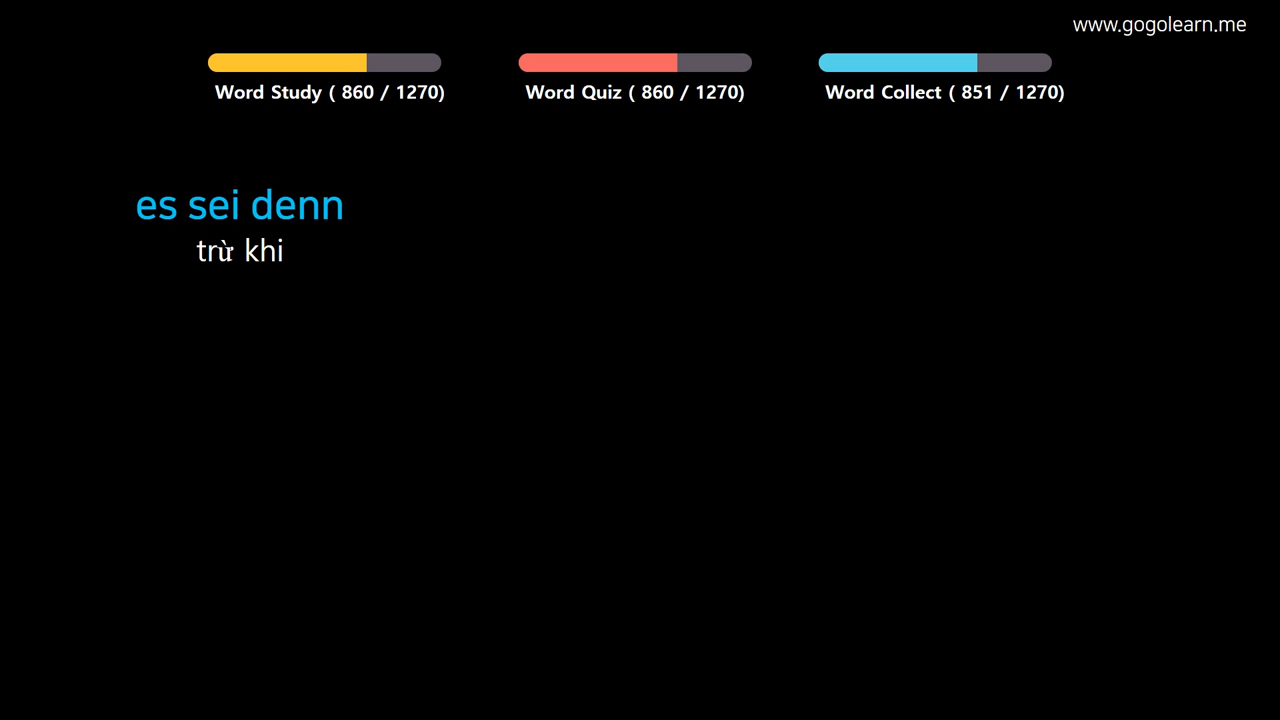 www.gogolearn.me
Word Study ( 860 / 1270)
Word Quiz ( 860 / 1270)
Word Collect ( 851 / 1270)
es sei denn
trừ khi